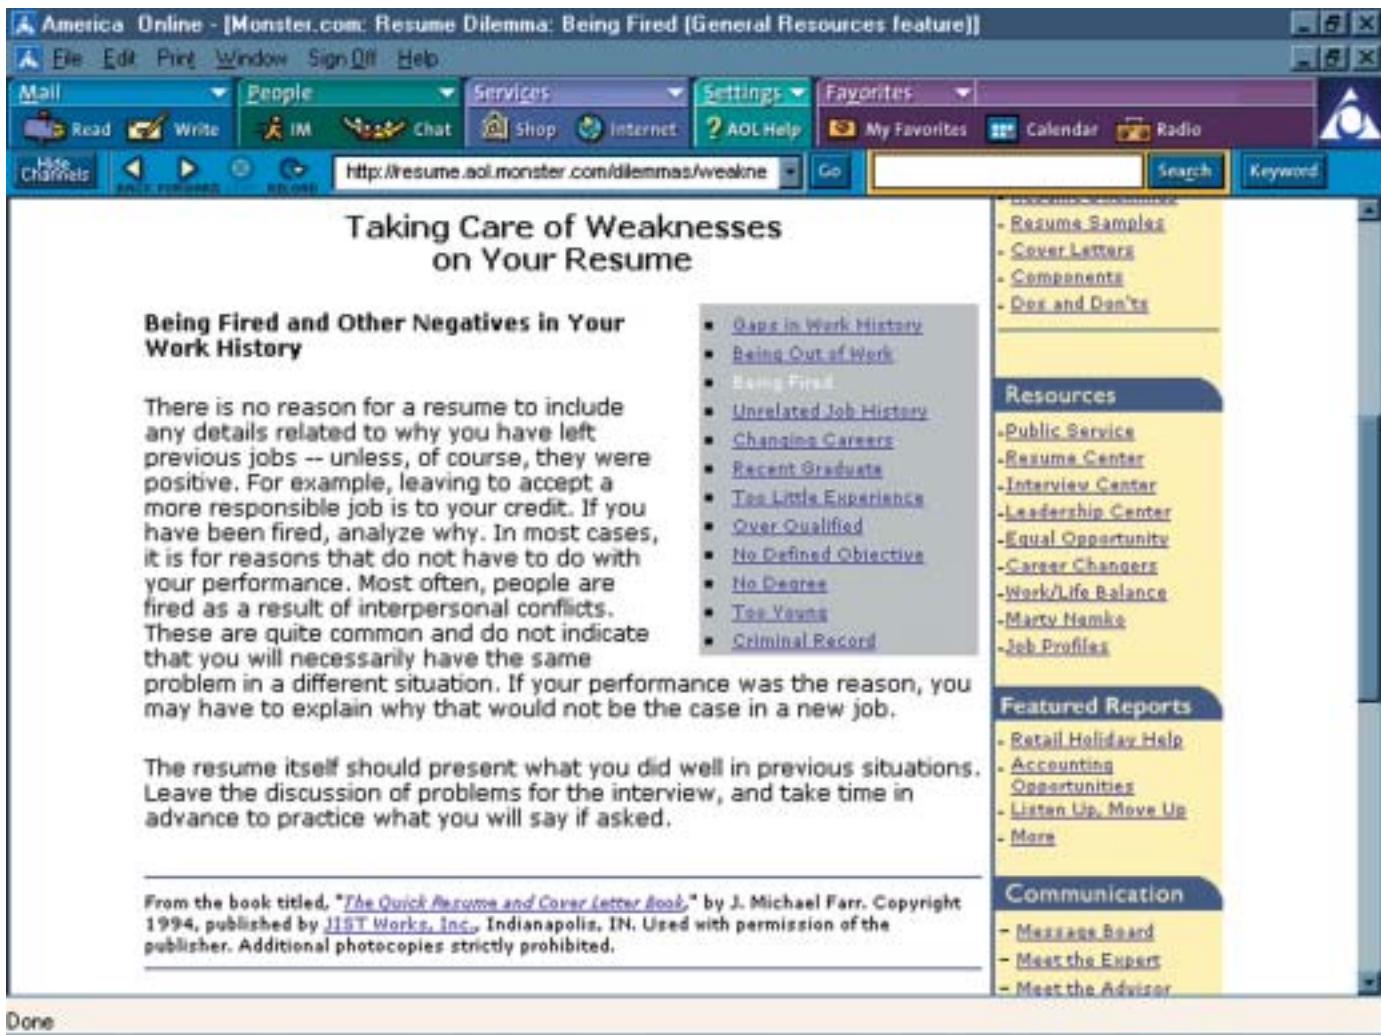 America Online - [Monster.com: Resume Dilemma: Being Fired (General Resources feature)]
File Edit Print Window Sign Off Help
Mail People Services Settings Favorites
Read Write IM Chat Shop Internet AOL Help My Favorites Calendar Radio
Hide Channels BACK FORWARD RELOAD http://resume.aol.monster.com/dilemmas/weakne Go Search Keyword
Taking Care of Weaknesses
on Your Resume
Being Fired and Other Negatives in Your
Work History
There is no reason for a resume to include
any details related to why you have left
previous jobs -- unless, of course, they were
positive. For example, leaving to accept a
more responsible job is to your credit. If you
have been fired, analyze why. In most cases,
it is for reasons that do not have to do with
your performance. Most often, people are
fired as a result of interpersonal conflicts.
These are quite common and do not indicate
that you will necessarily have the same
problem in a different situation. If your performance was the reason, you
may have to explain why that would not be the case in a new job.
The resume itself should present what you did well in previous situations.
Leave the discussion of problems for the interview, and take time in
advance to practice what you will say if asked.
From the book titled, "The Quick Resume and Cover Letter Book," by J. Michael Farr. Copyright
1994, published by JIST Works, Inc., Indianapolis, IN. Used with permission of the
publisher. Additional photocopies strictly prohibited.
Gaps in Work History
Being Out of Work
Being Fired
Unrelated Job History
Changing Careers
Recent Graduate
Too Little Experience
Over Qualified
No Defined Objective
No Degree
Too Young
Criminal Record
- Resume Samples
- Cover Letters
- Components
- Dos and Don'ts
Resources
-Public Service
-Resume Center
-Interview Center
-Leadership Center
-Equal Opportunity
-Career Changers
-Work/Life Balance
-Marty Nemko
-Job Profiles
Featured Reports
- Retail Holiday Help
- Accounting
Opportunities
- Listen Up, Move Up
- More
Communication
- Message Board
- Meet the Expert
- Meet the Advisor
Done